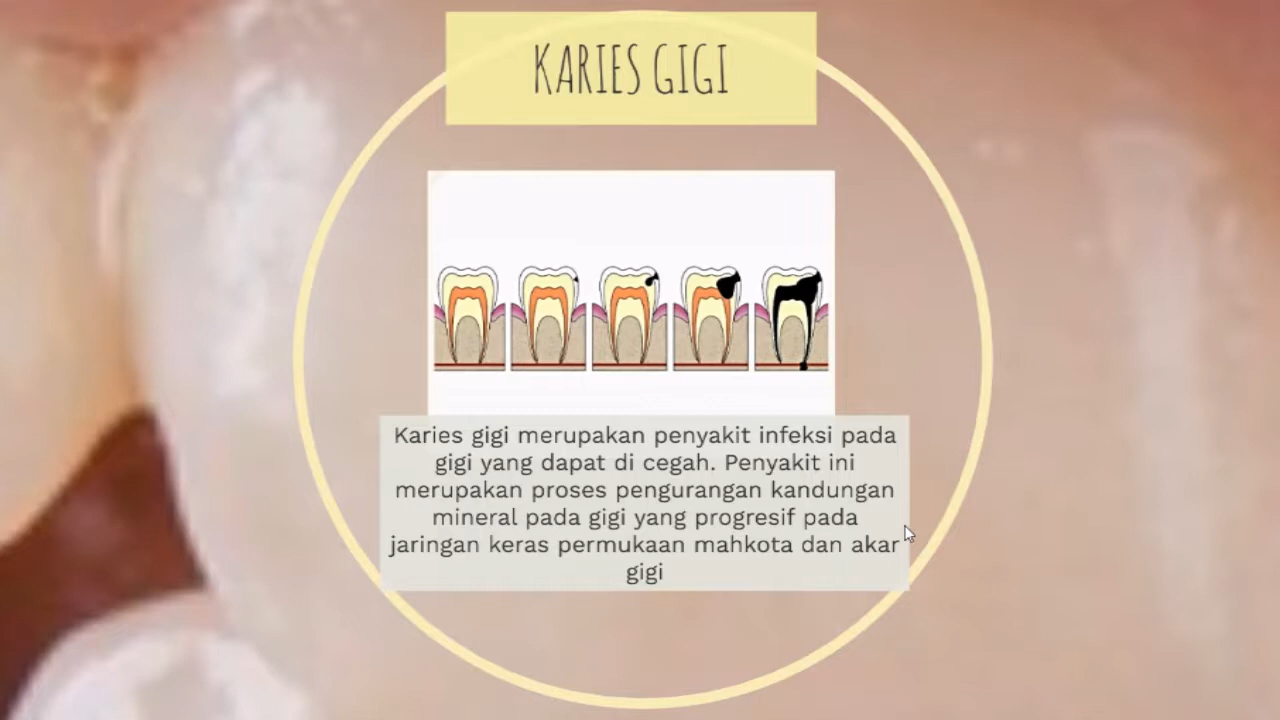 KARIES GIGI
Karies gigi merupakan penyakit infeksi pada
gigi yang dapat di cegah. Penyakit ini
merupakan proses pengurangan kandungan
mineral pada gigi yang progresif pada
jaringan keras permukaan mahkota dan akar
gigi